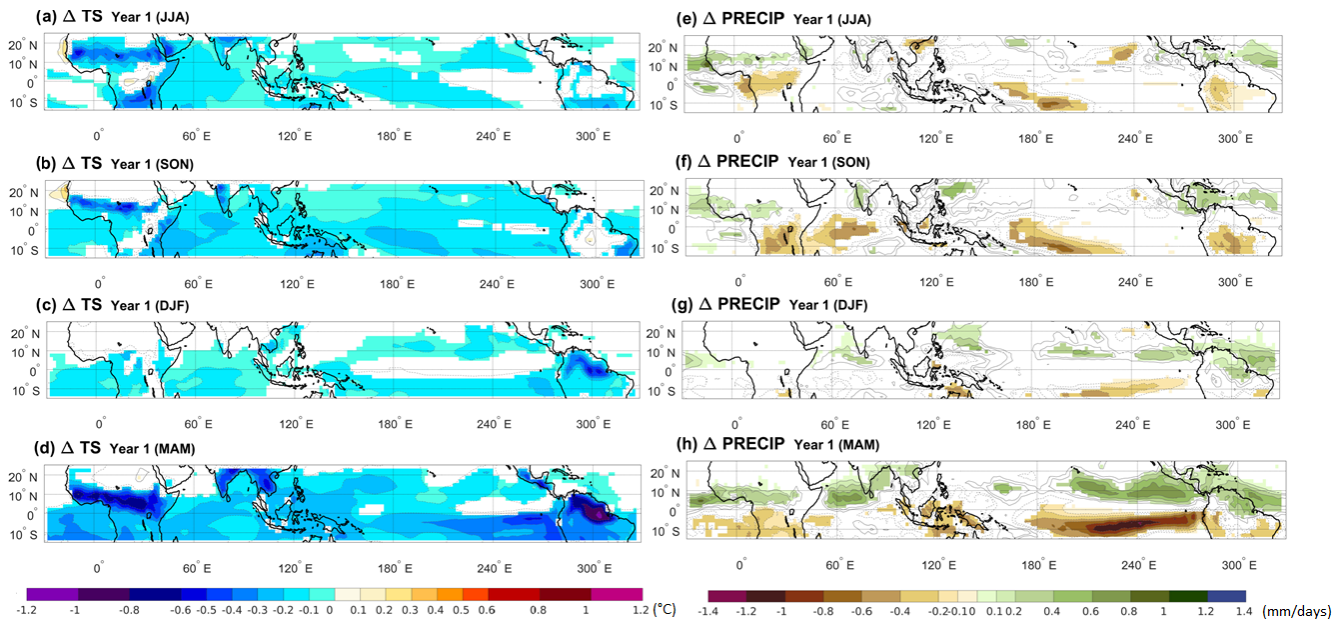 (a) Δ TS Year 1 (JJA)
20° N
10° N
0°
10° S
0° 60° E 120° E 180° E 240° E 300° E
(b) Δ TS Year 1 (SON)
20° N
10° N
0°
10° S
0° 60° E 120° E 180° E 240° E 300° E
(c) Δ TS Year 1 (DJF)
20° N
10° N
0°
10° S
0° 60° E 120° E 180° E 240° E 300° E
(d) Δ TS Year 1 (MAM)
20° N
10° N
0°
10° S
0° 60° E 120° E 180° E 240° E 300° E
-1.2 -1 -0.8 -0.6 -0.5 -0.4 -0.3 -0.2 -0.1 0 0.1 0.2 0.3 0.4 0.5 0.6 0.8 1 1.2 (°C)
(e) Δ PRECIP Year 1 (JJA)
20° N
10° N
0°
10° S
0° 60° E 120° E 180° E 240° E 300° E
(f) Δ PRECIP Year 1 (SON)
20° N
10° N
0°
10° S
0° 60° E 120° E 180° E 240° E 300° E
(g) Δ PRECIP Year 1 (DJF)
20° N
10° N
0°
10° S
0° 60° E 120° E 180° E 240° E 300° E
(h) Δ PRECIP Year 1 (MAM)
20° N
10° N
0°
10° S
0° 60° E 120° E 180° E 240° E 300° E
-1.4 -1.2 -1 -0.8 -0.6 -0.4 -0.2 -0.10 0.1 0.2 0.4 0.6 0.8 1 1.2 1.4 (mm/days)